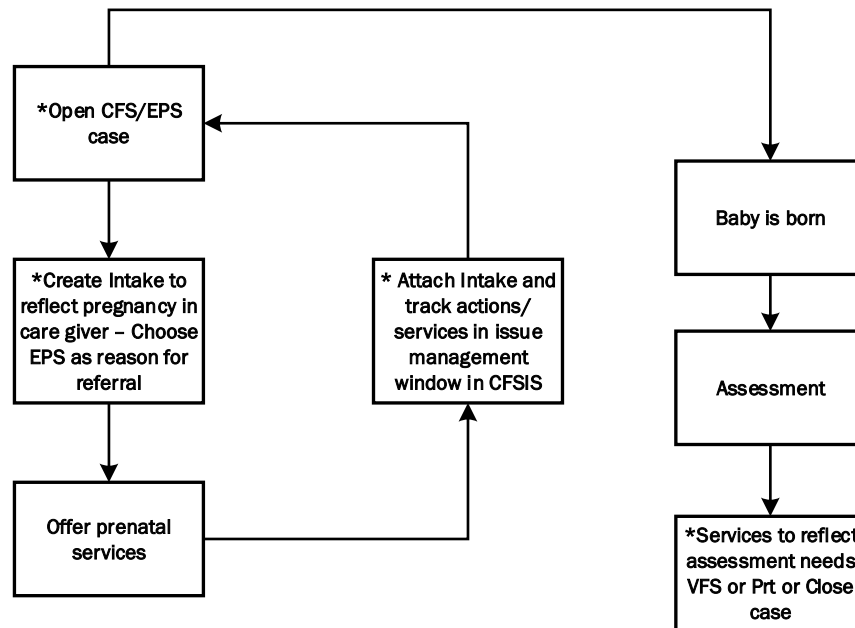 *Open CFS/EPS
case
*Create Intake to
reflect pregnancy in
care giver – Choose
EPS as reason for
referral
Offer prenatal
services
* Attach Intake and
track actions/
services in issue
management
window in CFSIS
Baby is born
Assessment
*Services to reflect
assessment needs
VFS or Prt or Close
case